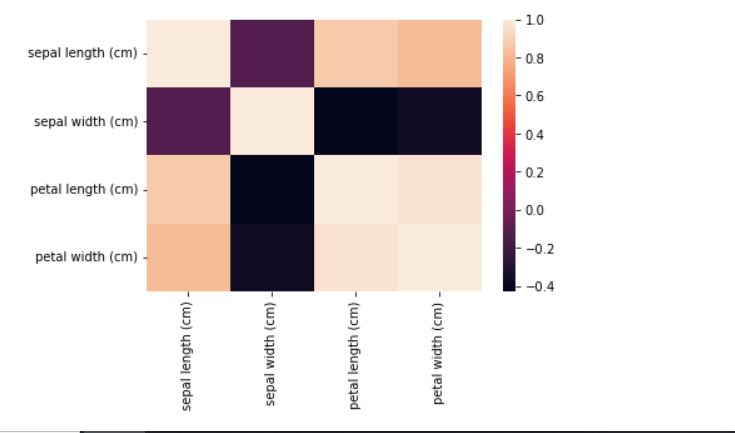 sepal length (cm)
sepal width (cm)
petal length (cm)
petal width (cm)
sepal length (cm)
sepal width (cm)
petal length (cm)
petal width (cm)
1.0
0.8
0.6
0.4
0.2
0.0
−0.2
−0.4